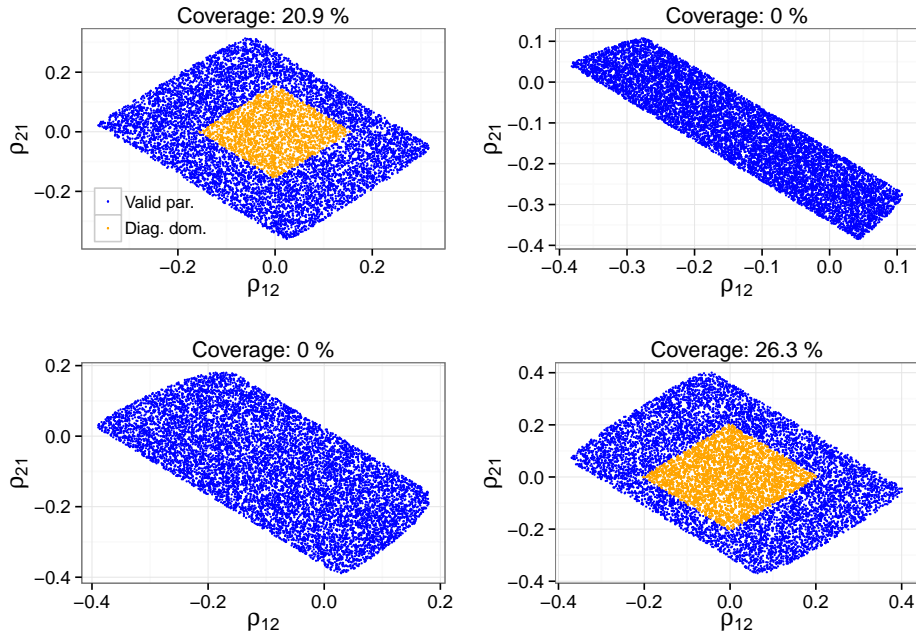 Coverage: 20.9 %
0.2
0.0
−0.2
ρ21
Valid par.
Diag. dom.
−0.2 0.0 0.2
ρ12
Coverage: 0 %
0.1
0.0
−0.1
−0.2
−0.3
−0.4
ρ21
−0.4 −0.3 −0.2 −0.1 0.0 0.1
ρ12
Coverage: 0 %
0.2
0.0
−0.2
−0.4
ρ21
−0.4 −0.2 0.0 0.2
ρ12
Coverage: 26.3 %
0.4
0.2
0.0
−0.2
−0.4
ρ21
−0.4 −0.2 0.0 0.2 0.4
ρ12